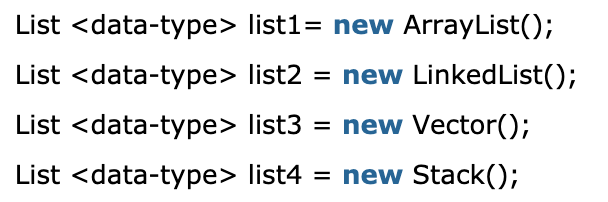 List <data-type> list1= new ArrayList();
List <data-type> list2 = new LinkedList();
List <data-type> list3 = new Vector();
List <data-type> list4 = new Stack();